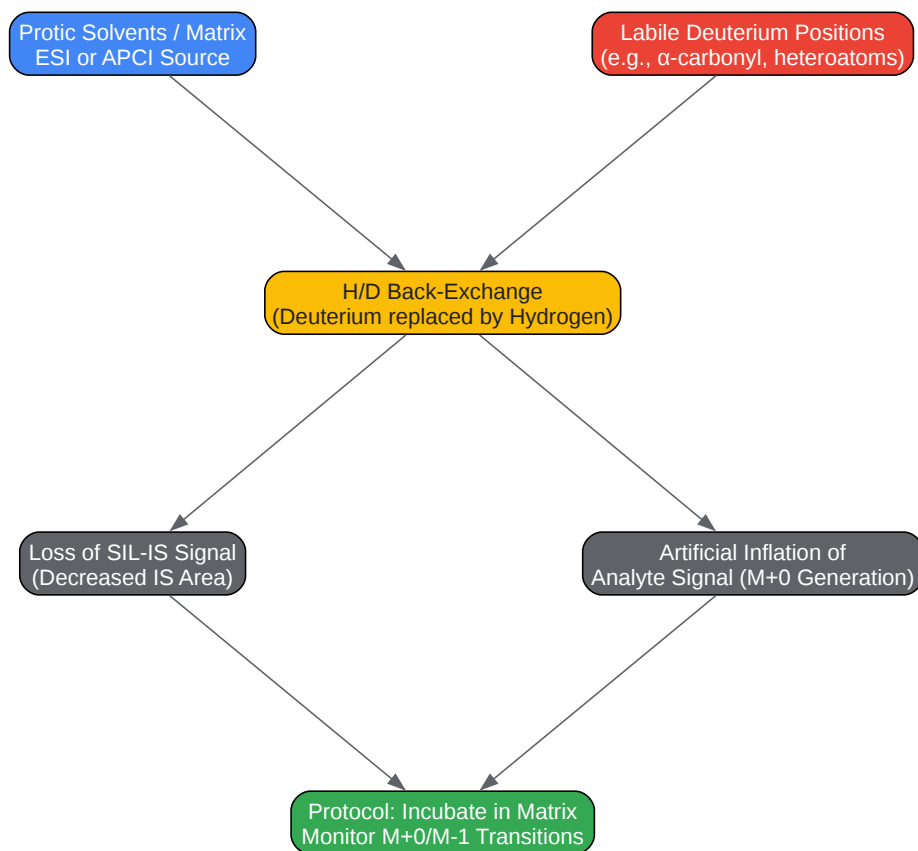 Protic Solvents / Matrix
ESI or APCI Source
Labile Deuterium Positions
(e.g., α-carbonyl, heteroatoms)
H/D Back-Exchange
(Deuterium replaced by Hydrogen)
Loss of SIL-IS Signal
(Decreased IS Area)
Artificial Inflation of
Analyte Signal (M+0 Generation)
Protocol: Incubate in Matrix
Monitor M+0/M-1 Transitions